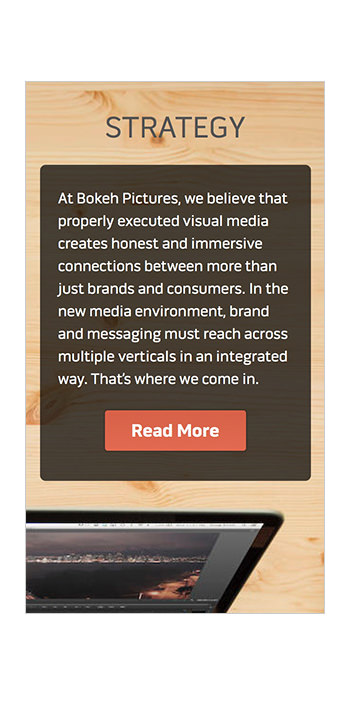 STRATEGY
At Bokeh Pictures, we believe that
properly executed visual media
creates honest and immersive
connections between more than
just brands and consumers. In the
new media environment, brand
and messaging must reach across
multiple verticals in an integrated
way. That's where we come in.
Read More